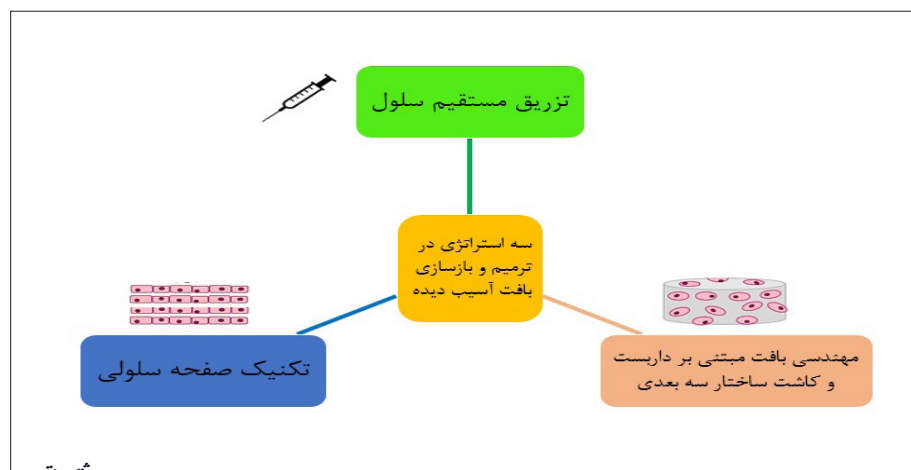 تزریق مستقیم سلول
سه استراتژی در
ترمیم و بازسازی
بافت آسیب دیده
تکنیک صفحه سلولی
مهندسی بافت مبتنی بر داربست
و کاشت ساختار سه بعدی